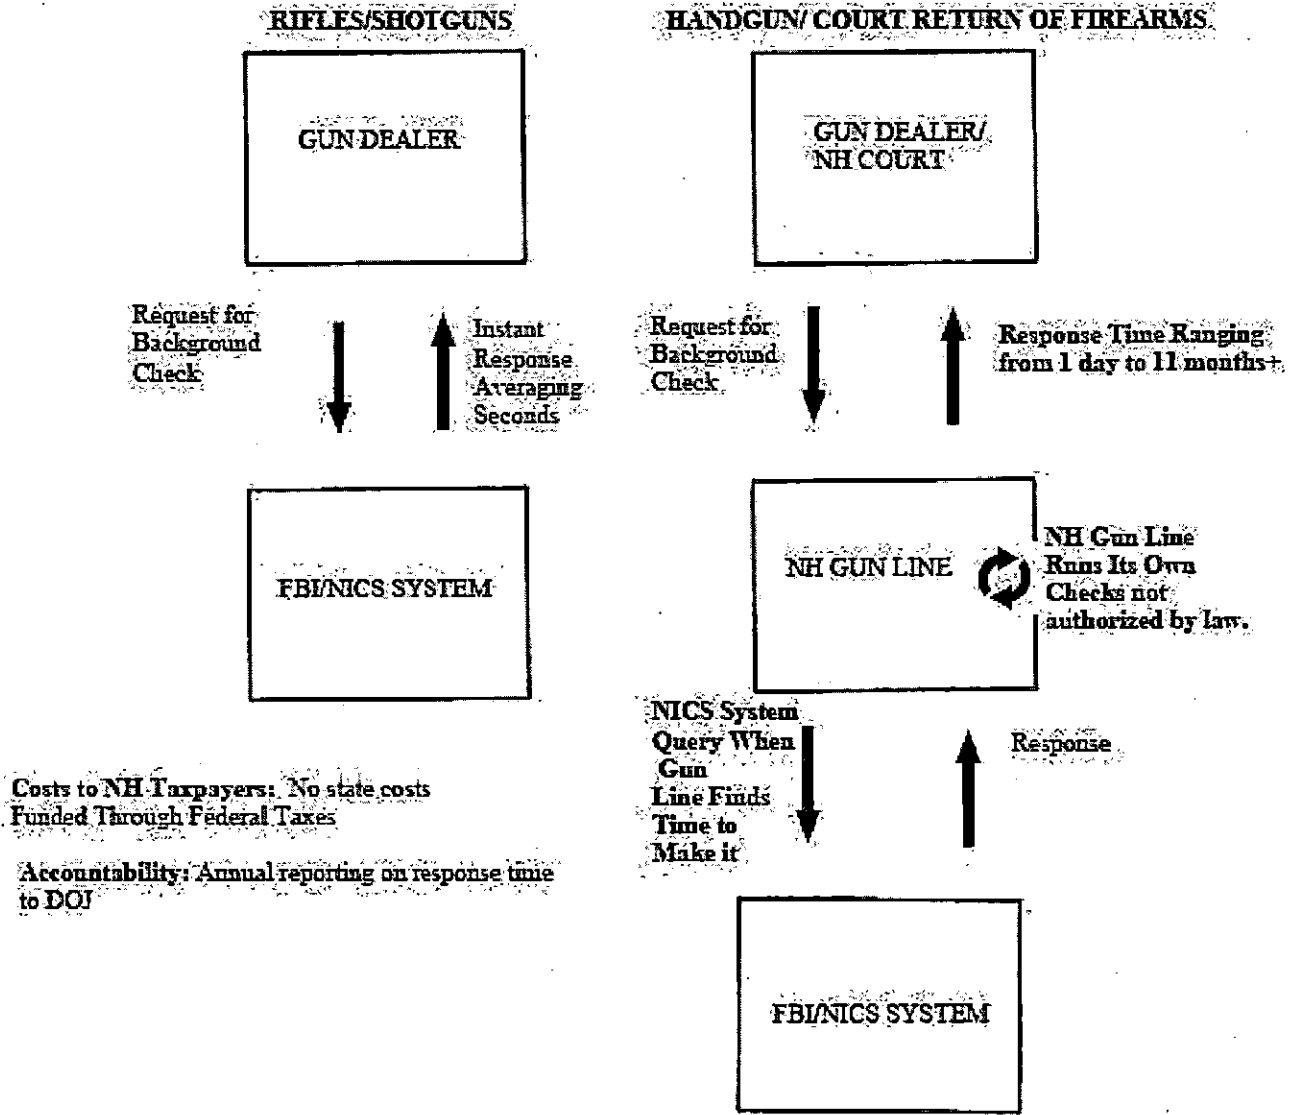 RIFLES/SHOTGUNS
GUN DEALER
Request for
Background
Check
Instant
Response
Averaging
Seconds
FBI/NICS SYSTEM
Costs to NH Taxpayers: No state costs
Funded Through Federal Taxes
Accountability: Annual reporting on response time
to DOJ
HANDGUN/ COURT RETURN OF FIREARMS
GUN DEALER/
NH COURT
Request for
Background
Check
Response Time Ranging
from 1 day to 11 months+
NH GUN LINE
NH Gun Line
Runs Its Own
Checks not
authorized by law.
NICS System
Query When
Gun
Line Finds
Time to
Make it
Response
FBI/NICS SYSTEM